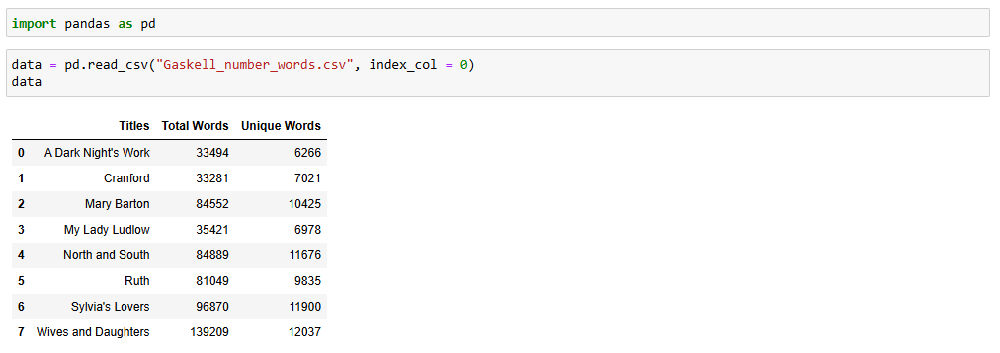 import pandas as pd
data = pd.read_csv("Gaskell_number_words.csv", index_col = 0)
data
Titles Total Words Unique Words
0 A Dark Night's Work 33494 6266
1 Cranford 33281 7021
2 Mary Barton 84552 10425
3 My Lady Ludlow 35421 6978
4 North and South 84889 11676
5 Ruth 81049 9835
6 Sylvia's Lovers 96870 11900
7 Wives and Daughters 139209 12037